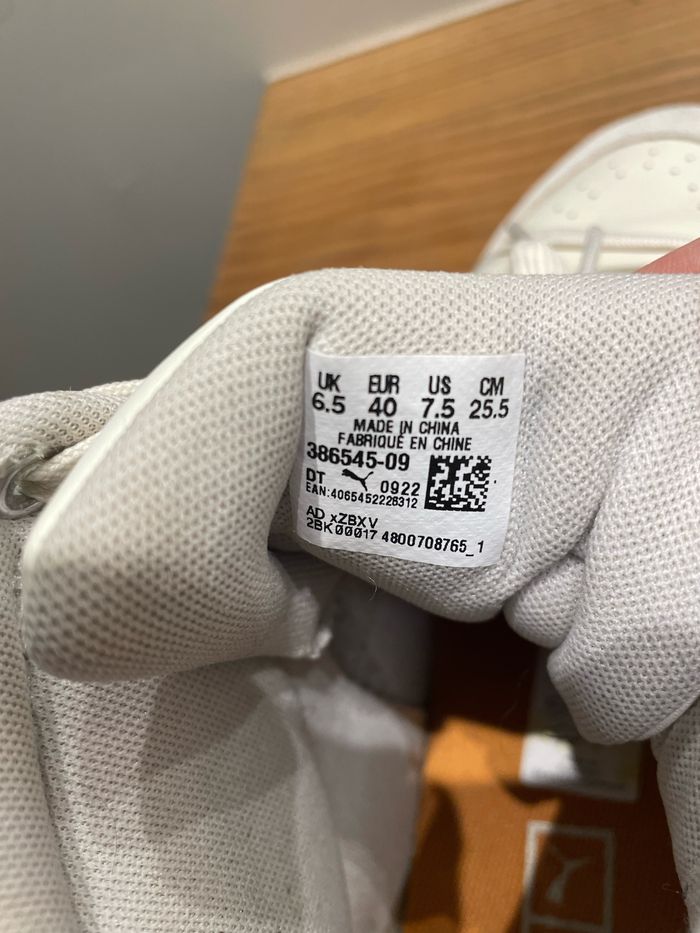 UK EUR US CM
6.5 40 7.5 25.5
MADE IN CHINA
FABRIQUÉ EN CHINE
386545-09
DT 0922
EAN:4065452228312
AD xZBXV
2BK00017 4800708765_1